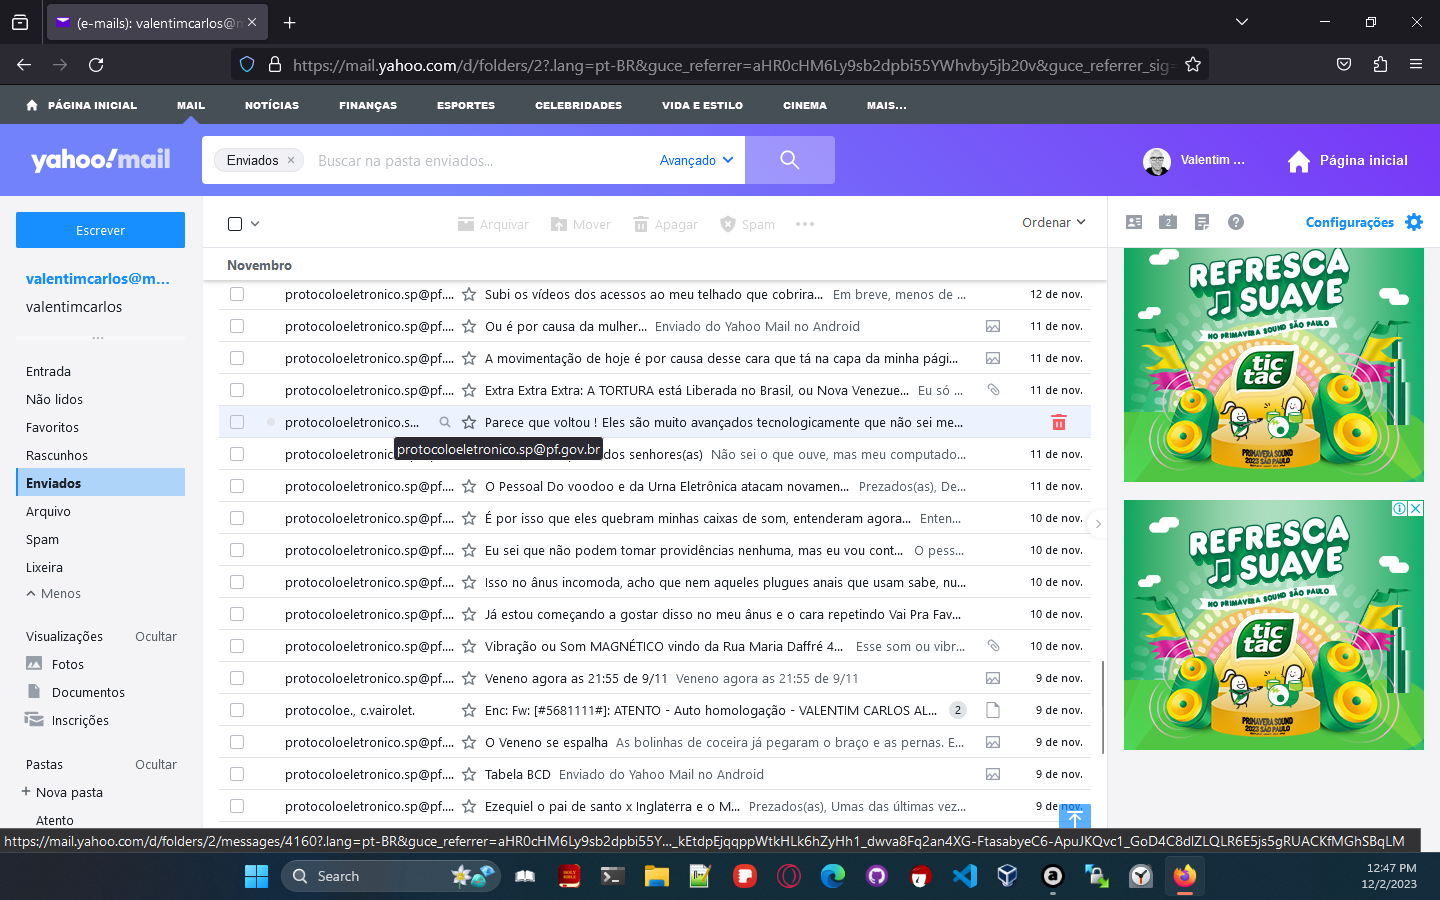 (e-mails): valentimcarlos@m
https://mail.yahoo.com/d/folders/2?.lang=pt-BR&guce_referrer=aHR0cHM6Ly9sb2dpbi55YWhvby5jb20v&guce_referrer_sig=
PÁGINA INICIAL MAIL NOTÍCIAS FINANÇAS ESPORTES CELEBRIDADES VIDA E ESTILO CINEMA MAIS...
yahoo!mail Enviados Buscar na pasta enviados... Avançado Valentim ... Página inicial
Escrever
Arquivar Mover Apagar Spam Ordenar 2 Configurações
valentimcarlos@m...
valentimcarlos
Entrada
Não lidos
Favoritos
Rascunhos
Enviados
Arquivo
Spam
Lixeira
Menos
Visualizações Ocultar
Fotos
Documentos
Inscrições
Pastas Ocultar
+ Nova pasta
Atento
Novembro
protocoloeletronico.sp@pf.... Subi os vídeos dos acessos ao meu telhado que cobrira... Em breve, menos de ... 12 de nov.
protocoloeletronico.sp@pf.... Ou é por causa da mulher... Enviado do Yahoo Mail no Android 11 de nov.
protocoloeletronico.sp@pf.... A movimentação de hoje é por causa desse cara que tá na capa da minha pági... 11 de nov.
protocoloeletronico.sp@pf.... Extra Extra Extra: A TORTURA está Liberada no Brasil, ou Nova Venezue... Eu só ... 11 de nov.
protocoloeletronico.s... Parece que voltou ! Eles são muito avançados tecnologicamente que não sei me...
protocoloeletronico.sp@pf.gov.br
protocoloeletronic dos senhores(as) Não sei o que ouve, mas meu computado... 11 de nov.
protocoloeletronico.sp@pf.... O Pessoal Do voodoo e da Urna Eletrônica atacam novamen... Prezados(as), De... 11 de nov.
protocoloeletronico.sp@pf.... É por isso que eles quebram minhas caixas de som, entenderam agora... Enten... 10 de nov.
protocoloeletronico.sp@pf.... Eu sei que não podem tomar providências nenhuma, mas eu vou cont... O pess... 10 de nov.
protocoloeletronico.sp@pf.... Isso no ânus incomoda, acho que nem aqueles plugues anais que usam sabe, nu... 10 de nov.
protocoloeletronico.sp@pf.... Já estou começando a gostar disso no meu ânus e o cara repetindo Vai Pra Fav... 10 de nov.
protocoloeletronico.sp@pf.... Vibração ou Som MAGNÉTICO vindo da Rua Maria Daffré 4... Esse som ou vibr... 10 de nov.
protocoloeletronico.sp@pf.... Veneno agora as 21:55 de 9/11 Veneno agora as 21:55 de 9/11 9 de nov.
protocoloe., c.vairolet. Enc: Fw: [#5681111#]: ATENTO - Auto homologação - VALENTIM CARLOS AL... 2 9 de nov.
protocoloeletronico.sp@pf.... O Veneno se espalha As bolinhas de coceira já pegaram o braço e as pernas. E... 9 de nov.
protocoloeletronico.sp@pf.... Tabela BCD Enviado do Yahoo Mail no Android 9 de nov.
protocoloeletronico.sp@pf.... Ezequiel o pai de santo x Inglaterra e o M... Prezados(as), Umas das últimas vez... 9 de nov.
REFRESCA
SUAVE
NO PRIMAVERA SOUND SÃO PAULO
tic tac
PRIMAVERA SOUND
2023 SÃO PAULO
REFRESCA
SUAVE
NO PRIMAVERA SOUND SÃO PAULO
tic tac
PRIMAVERA SOUND
2023 SÃO PAULO
https://mail.yahoo.com/d/folders/2/messages/4160?.lang=pt-BR&guce_referrer=aHR0cHM6Ly9sb2dpbi55Y..._kEtdpEjqqppWtkHLk6hZyHh1_dwva8Fq2an4XG-FtasabyeC6-ApuJKQvc1_GoD4C8dlZLQLR6E5js5gRUACKfMGhSBqLM
Search
HOLY BIBLE
12:47 PM
12/2/2023